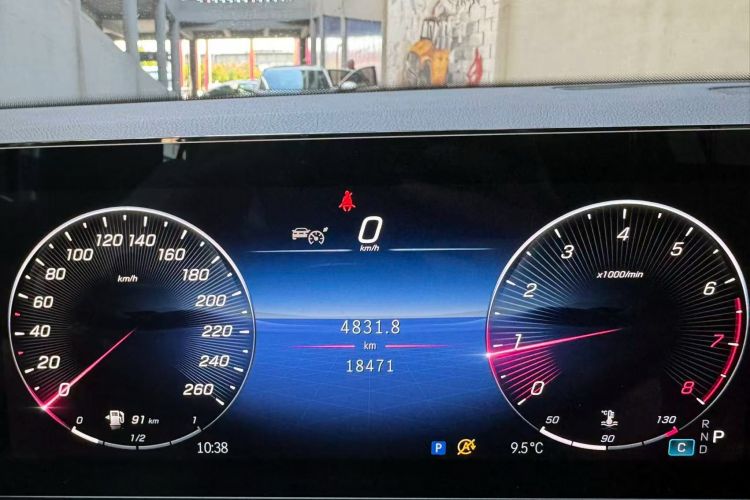 0
km/h
80 100 120 140 160 180 200 220 240 260
60
40
20
0
km/h
4831.8
km
18471
0 1 2 3 4 5 6 7 8
x1000/min
91 km
0 1/2 1
10:38
P
A
9.5°C
°C
50 90 130
C
R
N
D
P